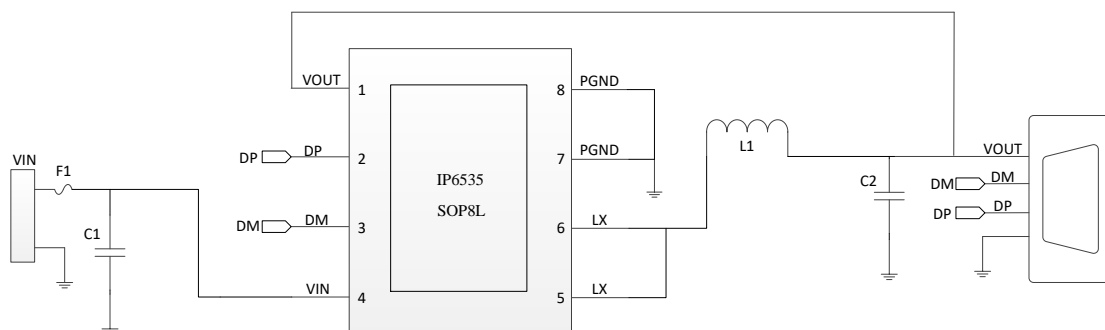 VOUT
1
8
PGND
DP
DP
2
7
PGND
L1
VOUT
VIN
F1
IP6535
SOP8L
C2
DM
DM
DP
DP
DM
DM
3
6
LX
C1
VIN
4
5
LX